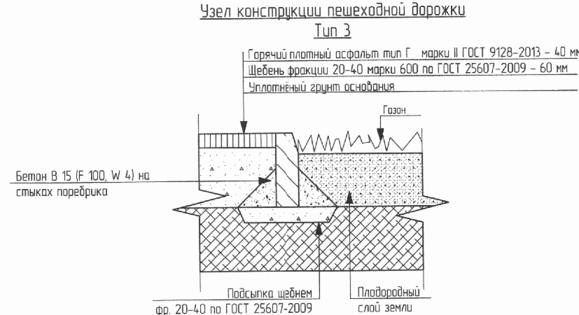 Узел конструкции пешеходной дорожки
Тип 3
Горячий плотный асфальт тип Г марки II ГОСТ 9128-2013 - 40 мм
Щебень фракции 20-40 марки 600 по ГОСТ 25607-2009 - 60 мм
Уплотнёный грунт основания
Газон
Бетон В 15 (F 100, W 4) на
стыках поребрика
Подсыпка щебнем
фр. 20-40 по ГОСТ 25607-2009
Плодородный
слой земли